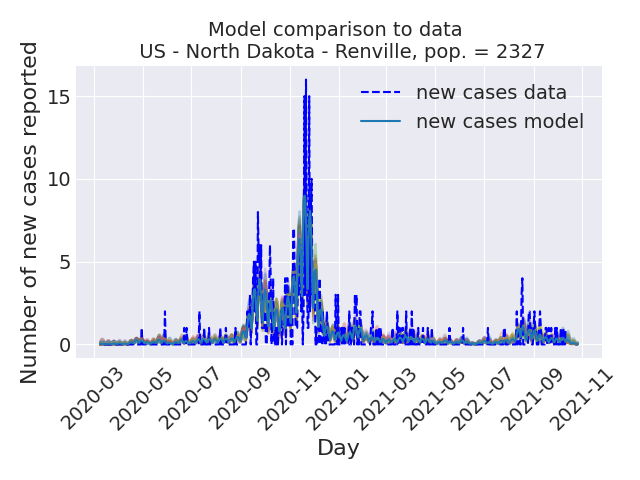 Model comparison to data
US - North Dakota - Renville, pop. = 2327
Number of new cases reported
15
10
5
0
new cases data
new cases model
2020-03
2020-05
2020-07
2020-09
2020-11
2021-01
2021-03
2021-05
2021-07
2021-09
2021-11
Day